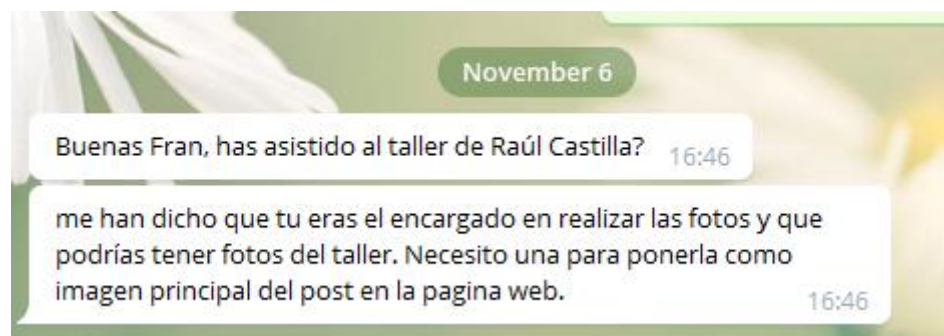 November 6
Buenas Fran, has asistido al taller de Raúl Castilla? 16:46
me han dicho que tu eras el encargado en realizar las fotos y que
podrías tener fotos del taller. Necesito una para ponerla como
imagen principal del post en la pagina web. 16:46